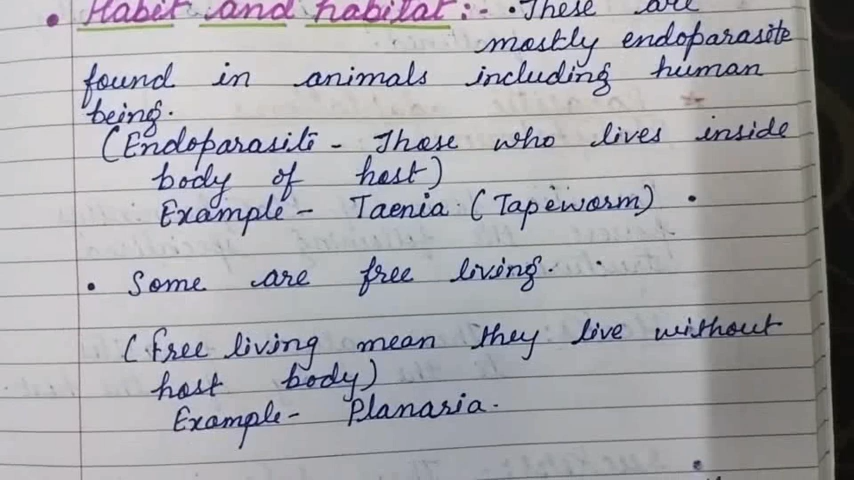 • Habit and habitat :- • These are
mostly endoparasite
found in animals including human
being.
(Endoparasite - Those who lives inside
body of host)
Example - Taenia (Tapeworm) •
• Some are free living.
(Free living mean they live without
host body)
Example - Planaria.